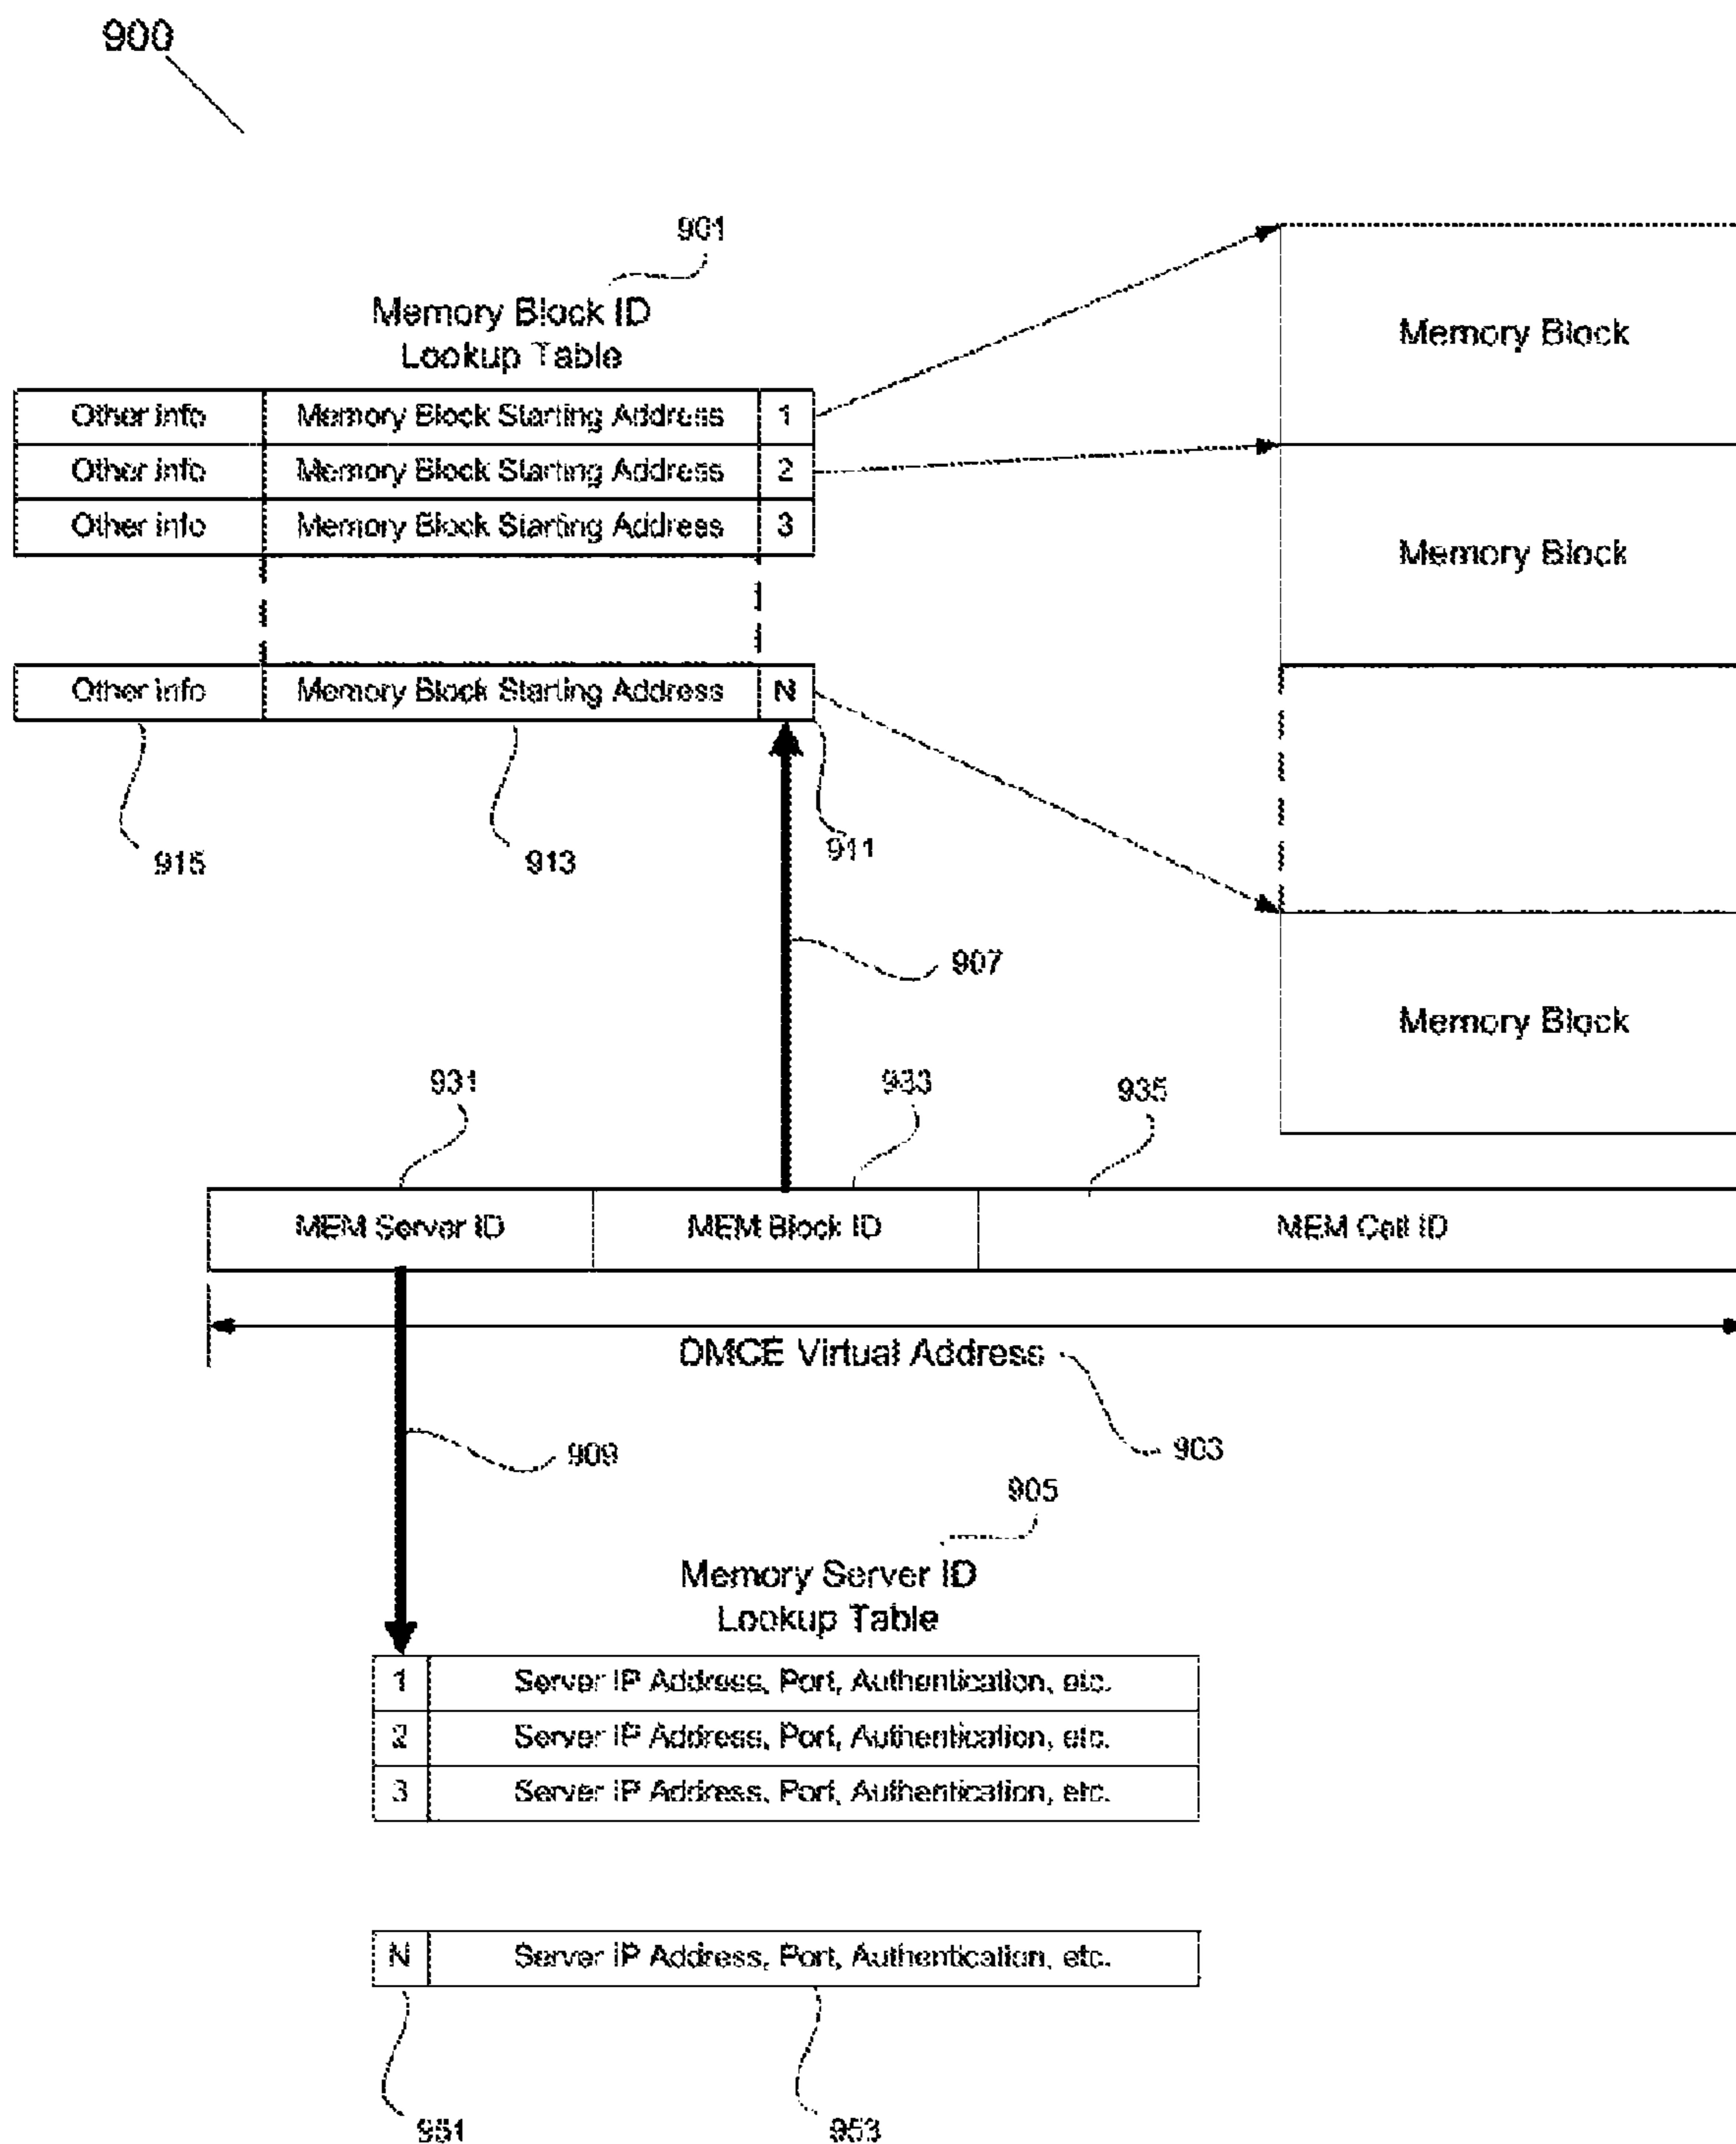 900
901
Memory Block ID
Lookup Table
Other Info Memory Block Starting Address 1
Other Info Memory Block Starting Address 2
Other Info Memory Block Starting Address 3
Other Info Memory Block Starting Address N
Memory Block
Memory Block
Memory Block
915 913 911
907
931 933 935
MEM Server ID MEM Block ID MEM Cell ID
DMCE Virtual Address
909 903
905
Memory Server ID
Lookup Table
1 Server IP Address, Port, Authentication, etc.
2 Server IP Address, Port, Authentication, etc.
3 Server IP Address, Port, Authentication, etc.
N Server IP Address, Port, Authentication, etc.
951 953